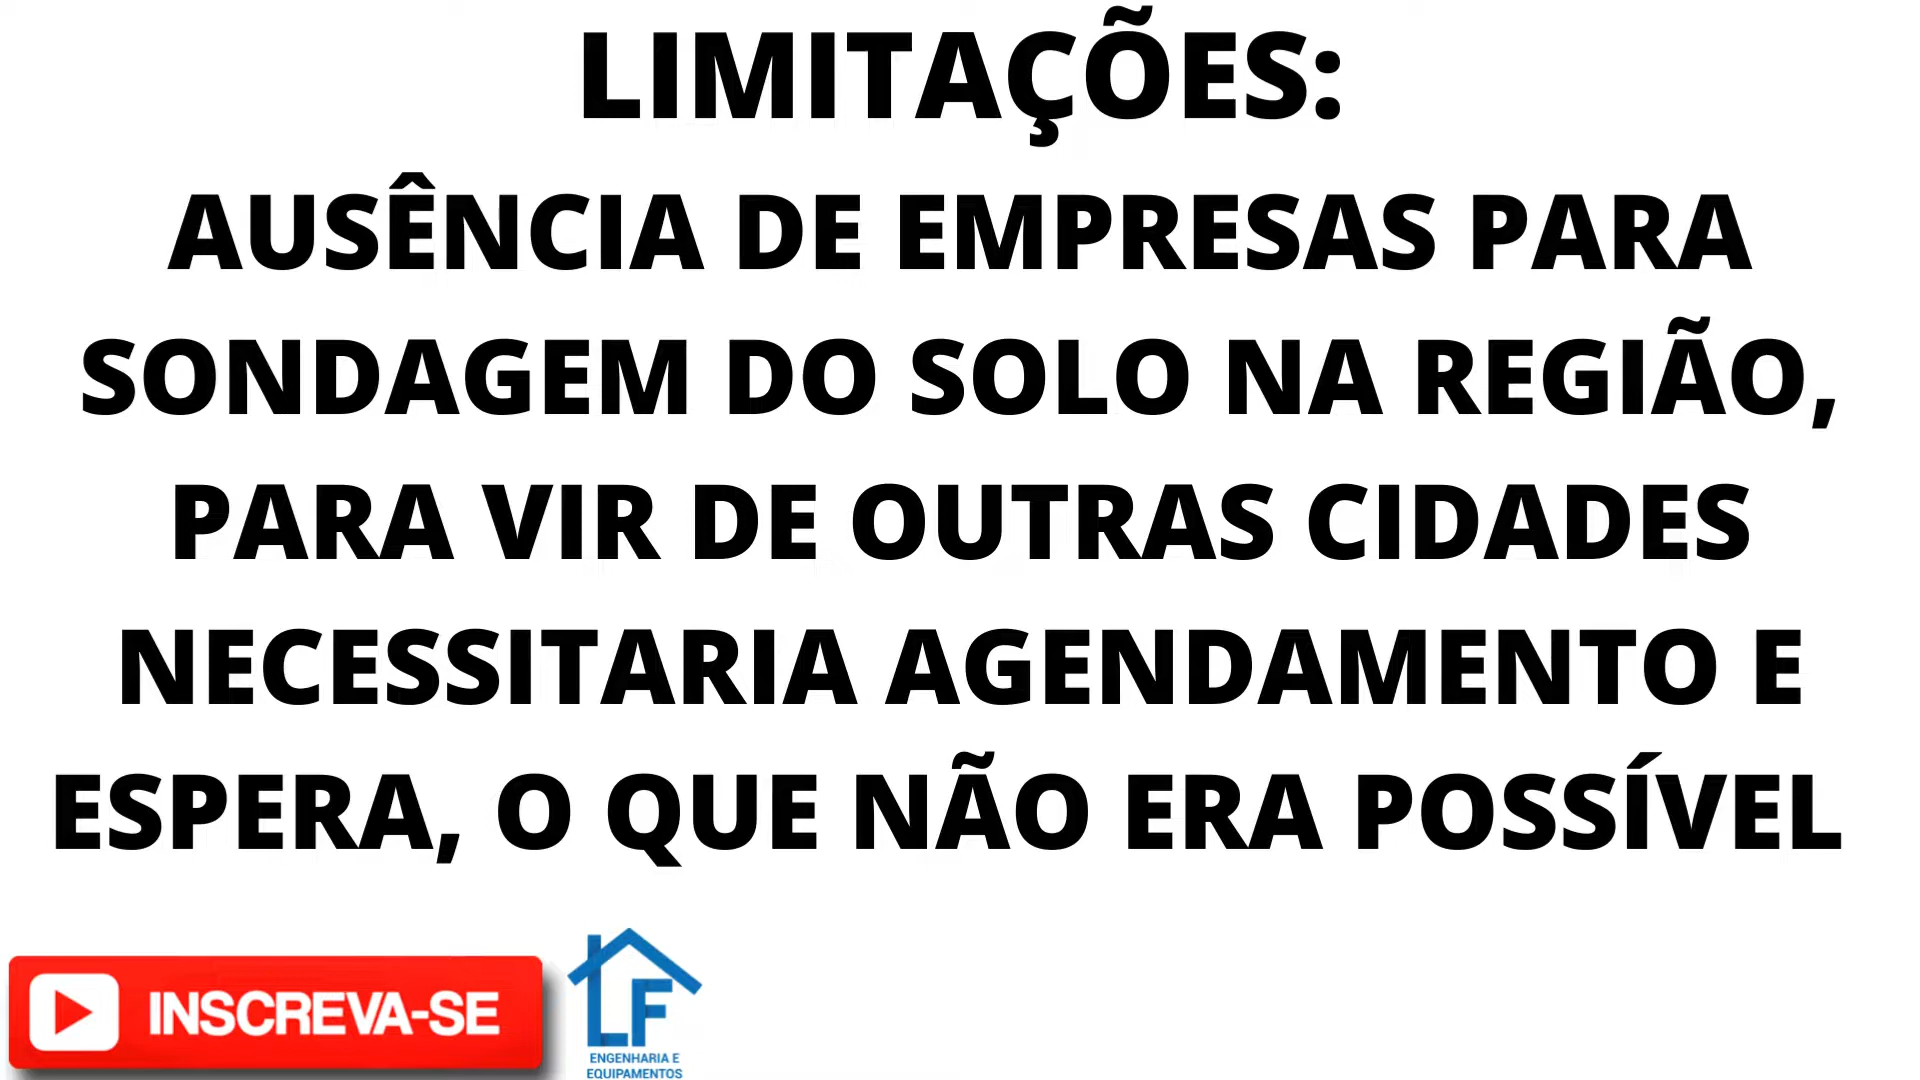 LIMITAÇÕES:
AUSÊNCIA DE EMPRESAS PARA
SONDAGEM DO SOLO NA REGIÃO,
PARA VIR DE OUTRAS CIDADES
NECESSITARIA AGENDAMENTO E
ESPERA, O QUE NÃO ERA POSSÍVEL
INSCREVA-SE
LF
ENGENHARIA E
EQUIPAMENTOS